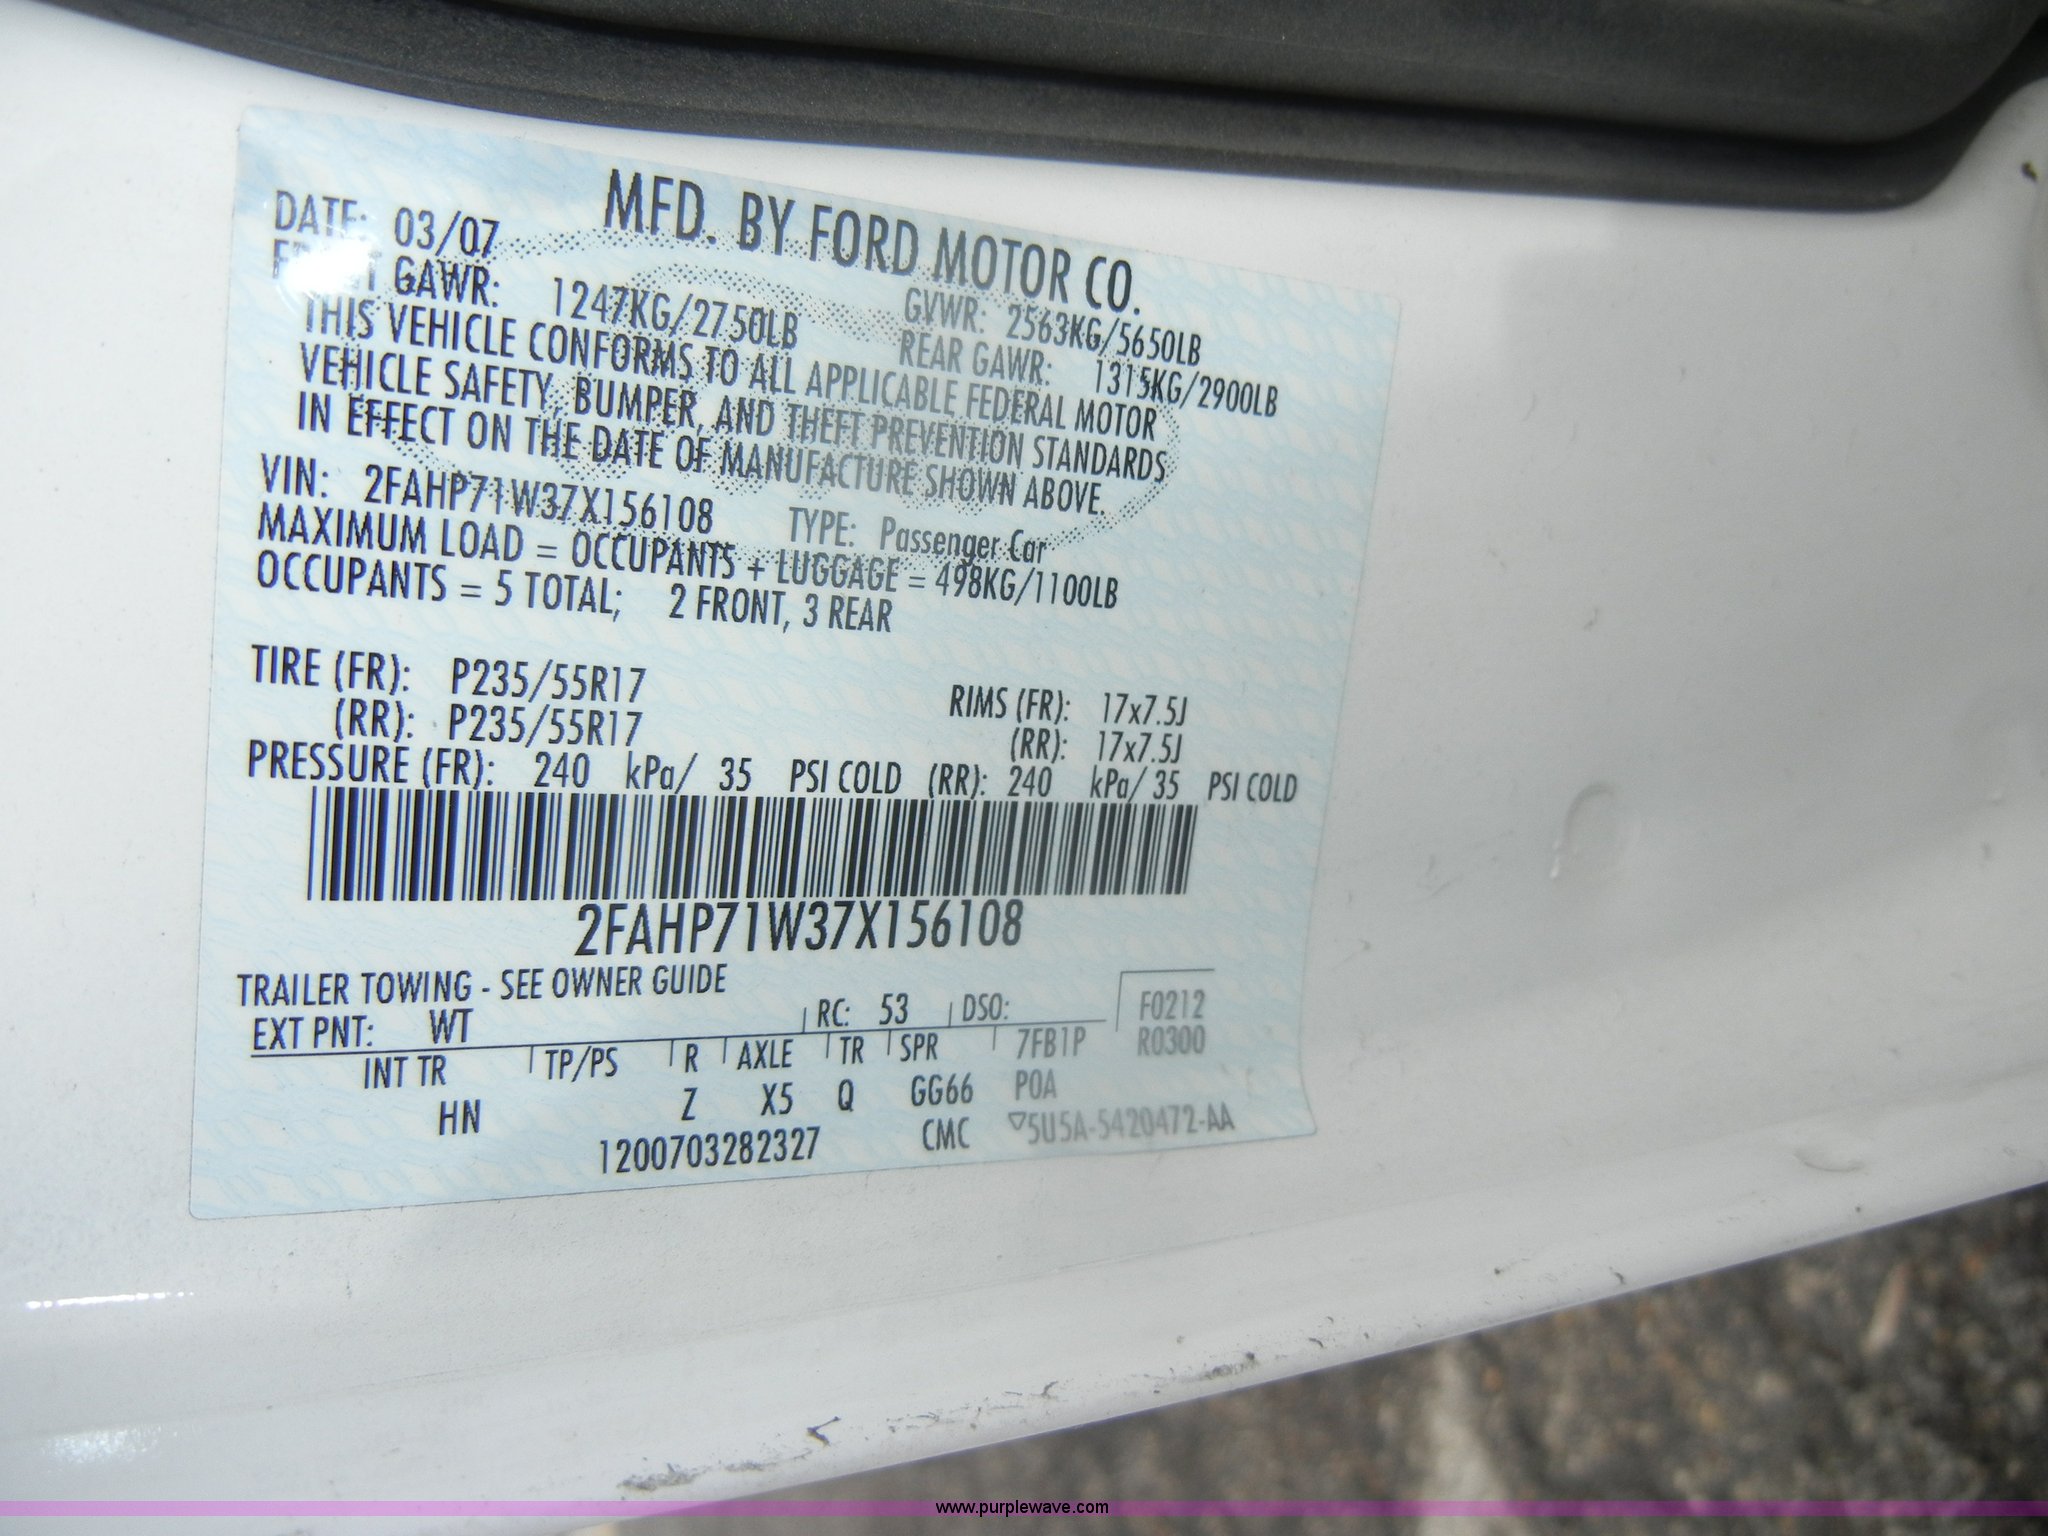 MFD. BY FORD MOTOR CO.
DATE: 03/07 GVWR: 2563KG/5650LB
GAWR: 1247KG/2750LB REAR GAWR: 1315KG/2900LB
THIS VEHICLE CONFORMS TO ALL APPLICABLE FEDERAL MOTOR
VEHICLE SAFETY, BUMPER, AND THEFT PREVENTION STANDARDS
IN EFFECT ON THE DATE OF MANUFACTURE SHOWN ABOVE.
VIN: 2FAHP71W37X156108 TYPE: Passenger Car
MAXIMUM LOAD = OCCUPANTS + LUGGAGE = 498KG/1100LB
OCCUPANTS = 5 TOTAL; 2 FRONT, 3 REAR
TIRE (FR): P235/55R17 RIMS (FR): 17x7.5J
(RR): P235/55R17 (RR): 17x7.5J
PRESSURE (FR): 240 kPa/ 35 PSI COLD (RR): 240 kPa/ 35 PSI COLD
2FAHP71W37X156108
TRAILER TOWING - SEE OWNER GUIDE
EXT PNT: WT RC: 53 DSO: F0212
INT TR TP/PS R AXLE TR SPR 7FB1P R0300
HN Z X5 Q GG66 POA
1200703282327 CMC ▽5U5A-5420472-AA
www.purplewave.com